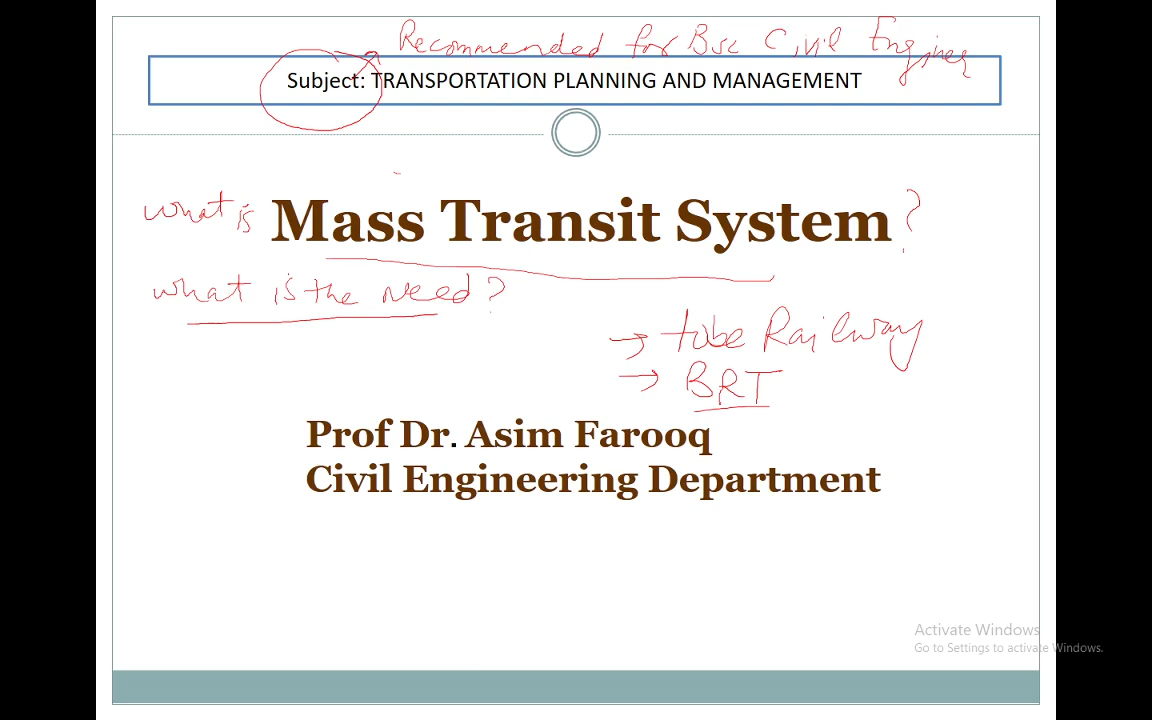 Recommended for Bsc Civil Engineer
Subject: TRANSPORTATION PLANNING AND MANAGEMENT
what is Mass Transit System ?
what is the need?
→ tube Railway
→ BRT
Prof Dr. Asim Farooq
Civil Engineering Department
Activate Windows
Go to Settings to activate Windows.